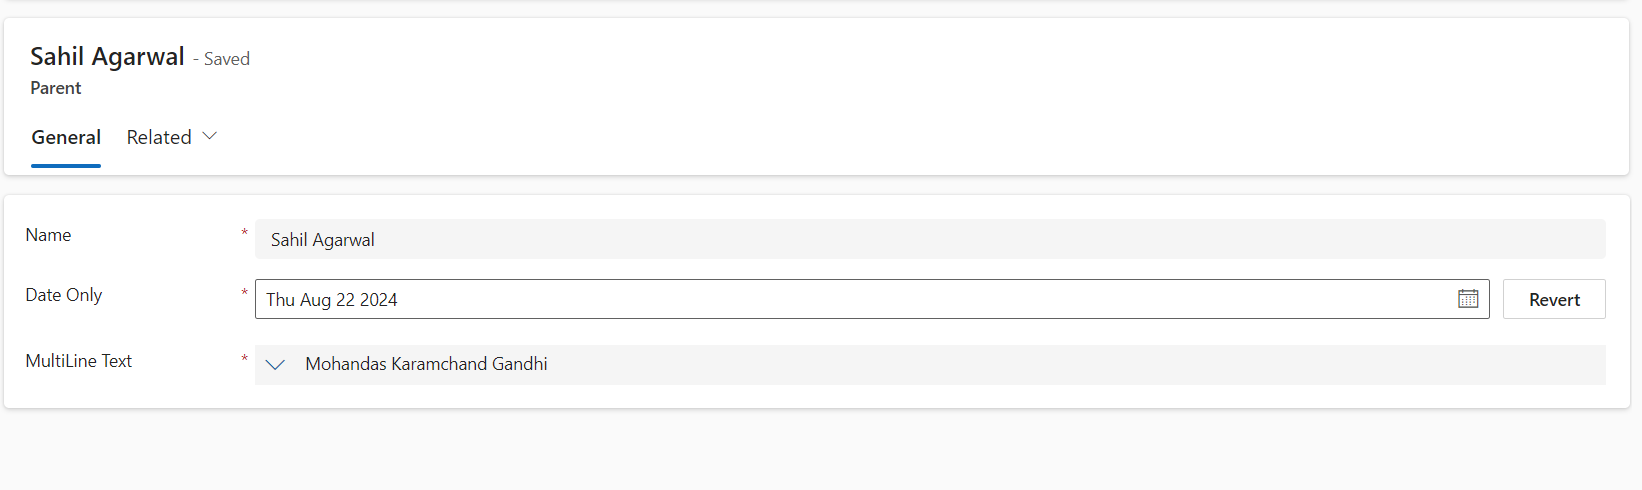 Sahil Agarwal - Saved
Parent
General Related
Name * Sahil Agarwal
Date Only * Thu Aug 22 2024 Revert
MultiLine Text * Mohandas Karamchand Gandhi